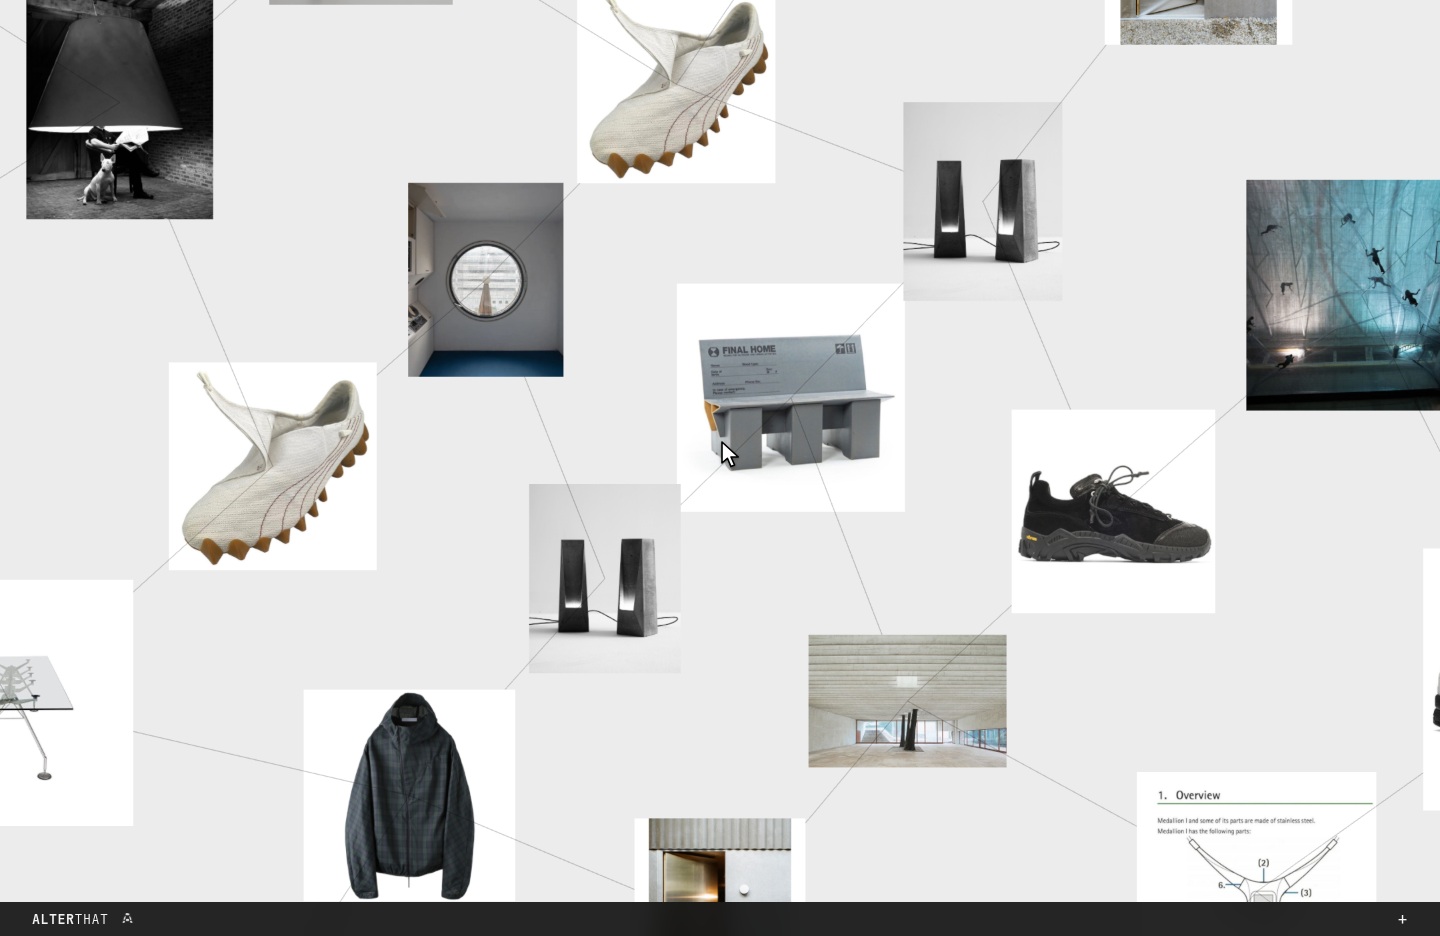 FINAL HOME
1. Overview
Medallion I and some of its parts are made of stainless steel.
Medallion I has the following parts:
(2)
6.
(3)
ALTERTHAT
+